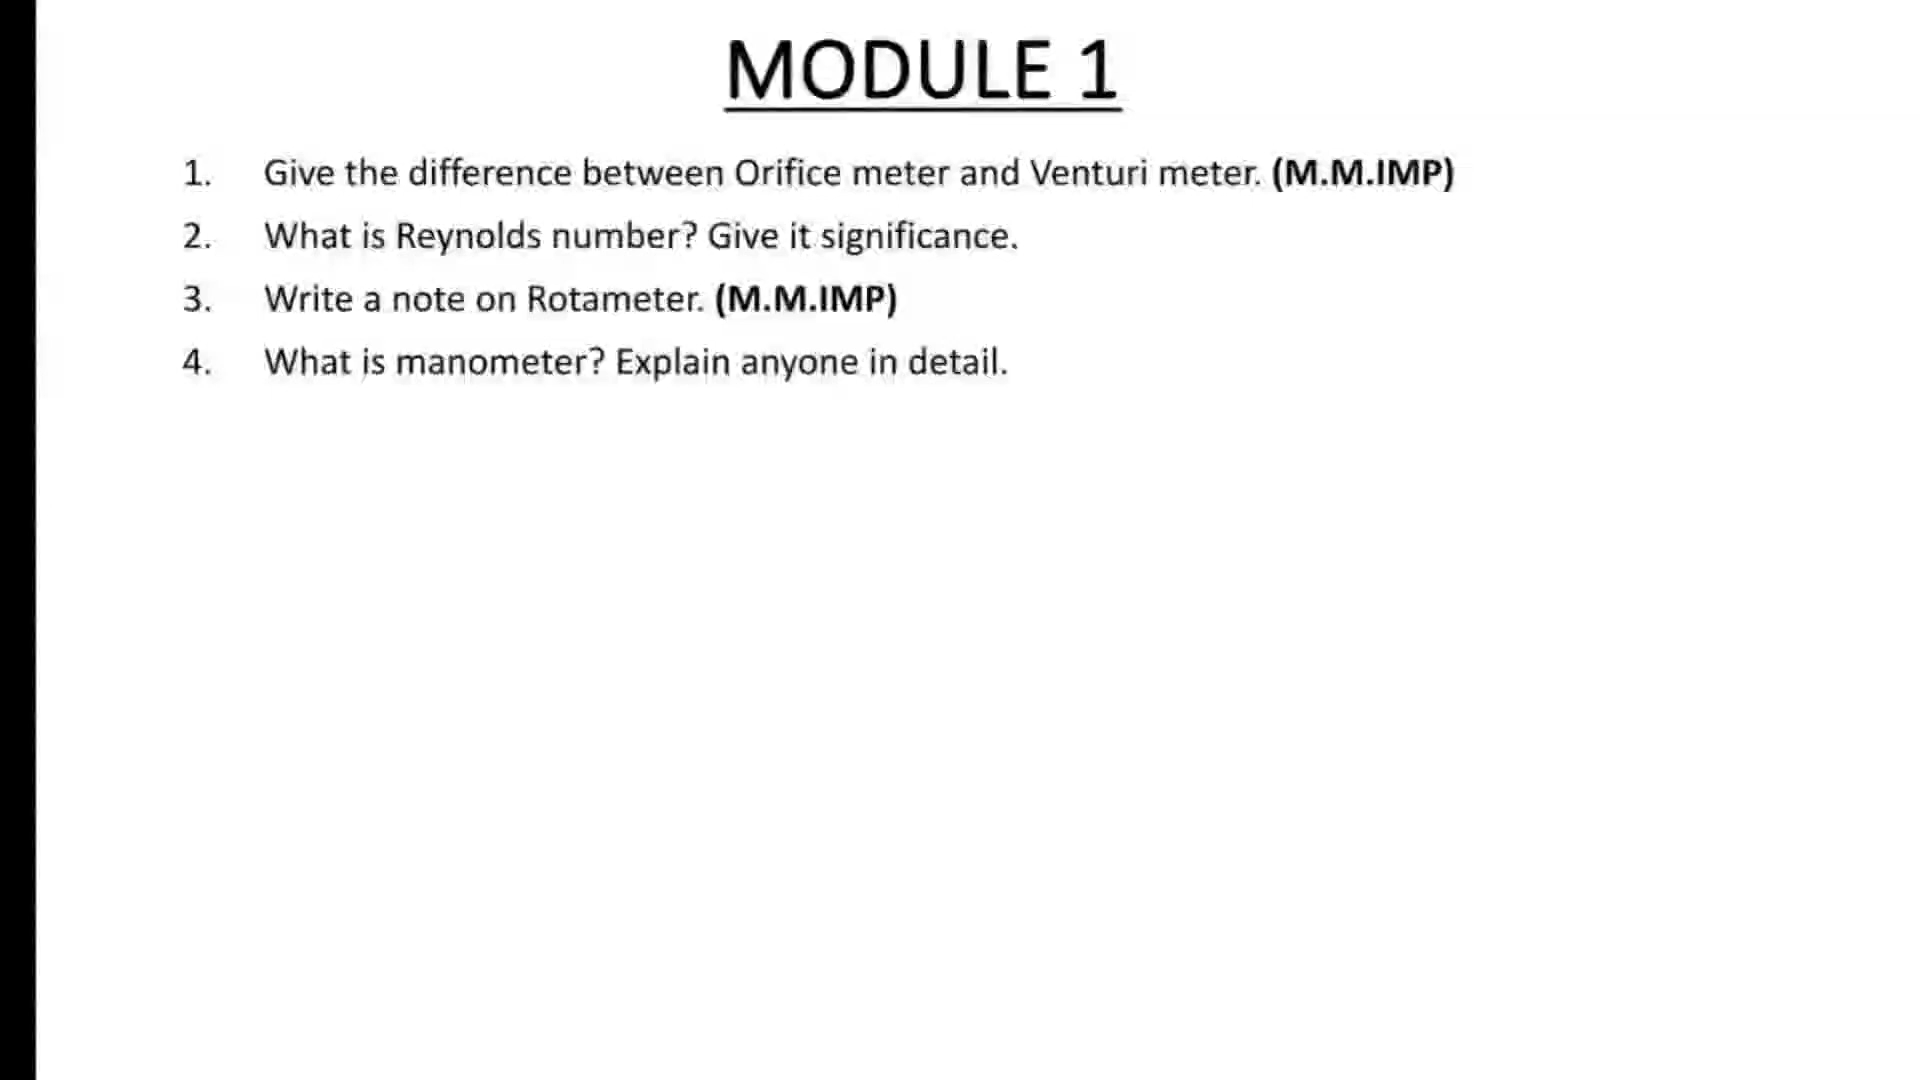 MODULE 1
1. Give the difference between Orifice meter and Venturi meter. (M.M.IMP)
2. What is Reynolds number? Give it significance.
3. Write a note on Rotameter. (M.M.IMP)
4. What is manometer? Explain anyone in detail.